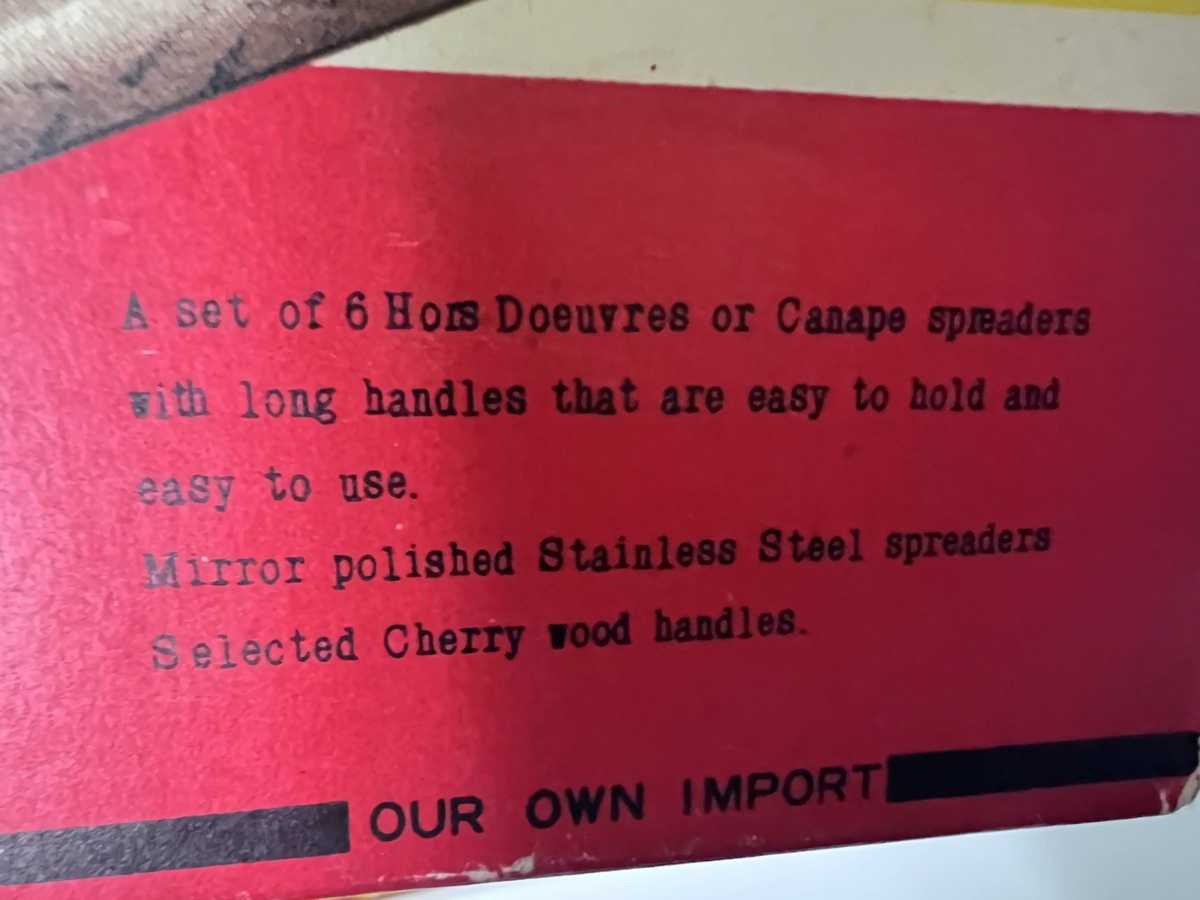 A set of 6 Hors Doeuvres or Canape spreaders
with long handles that are easy to hold and
easy to use.
Mirror polished Stainless Steel spreaders
Selected Cherry wood handles.
OUR OWN IMPORT